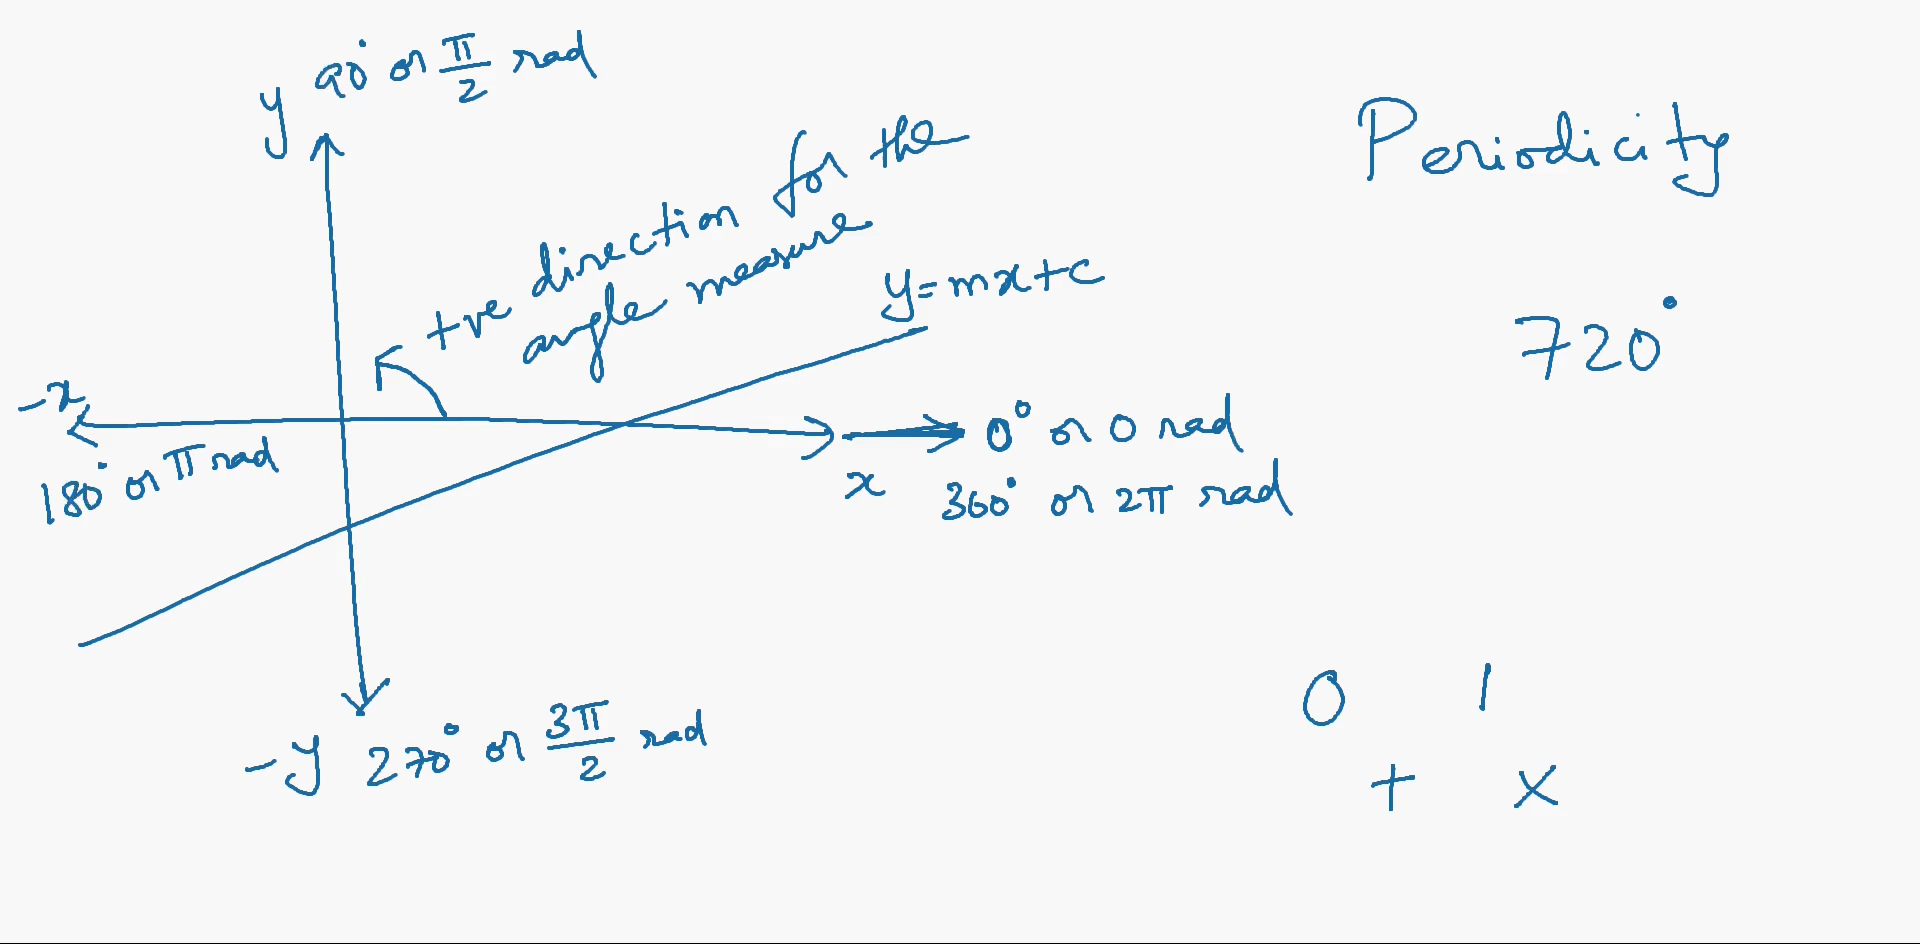 y 90° or π/2 rad
+ve direction for the
angle measure
y=mx+c
-x
180° or π rad
0° or 0 rad
x 360° or 2π rad
-y 270° or 3π/2 rad
Periodicity
720°
0 1
+ x